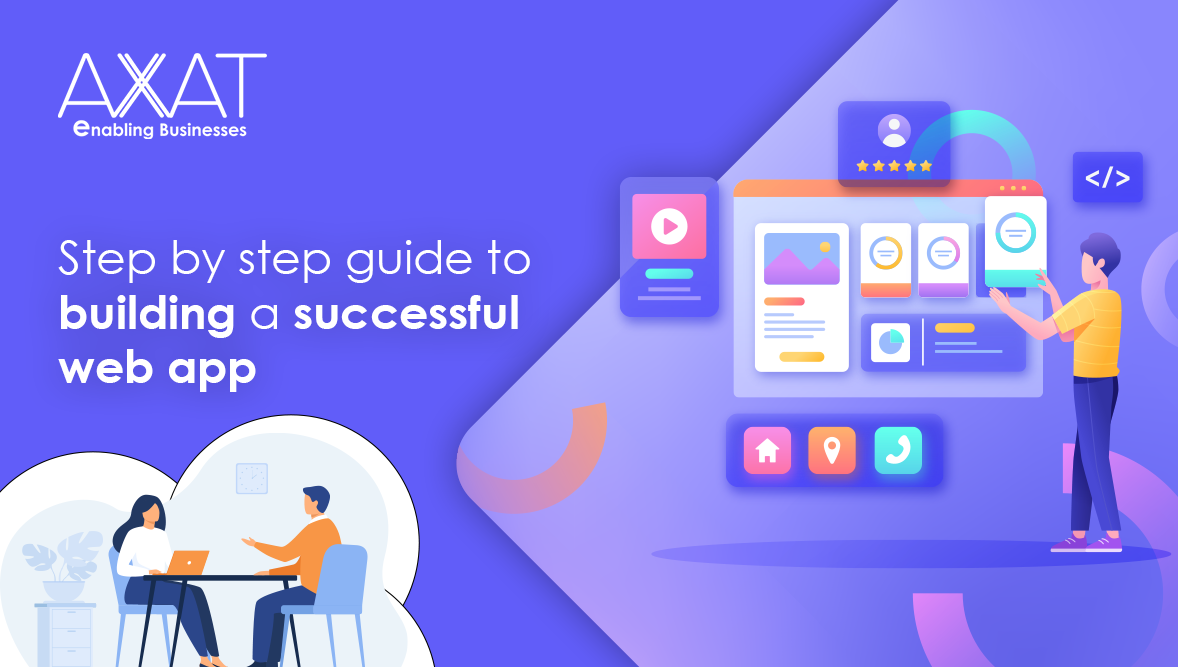 AXAT
enabling Businesses
Step by step guide to
building a successful
web app
</>